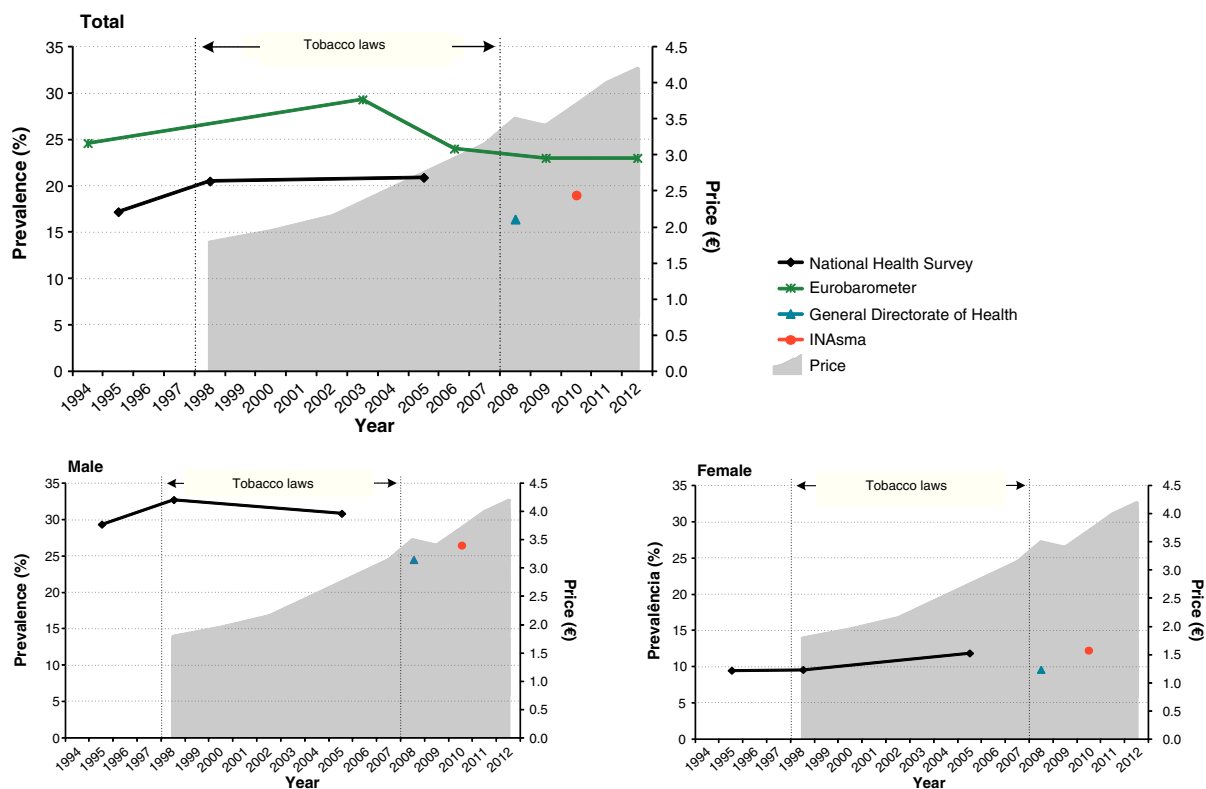 Total
Tobacco laws
35 30 25 20 15 10 5 0
Prevalence (%)
4.5 4.0 3.5 3.0 2.5 2.0 1.5 1.0 0.5 0.0
Price (€)
1994 1995 1996 1997 1998 1999 2000 2001 2002 2003 2004 2005 2006 2007 2008 2009 2010 2011 2012
Year
National Health Survey
Eurobarometer
General Directorate of Health
INAsma
Price
Male
Tobacco laws
35 30 25 20 15 10 5 0
Prevalence (%)
4.5 4.0 3.5 3.0 2.5 2.0 1.5 1.0 0.5 0.0
Price (€)
1994 1995 1996 1997 1998 1999 2000 2001 2002 2003 2004 2005 2006 2007 2008 2009 2010 2011 2012
Year
Female
Tobacco laws
35 30 25 20 15 10 5 0
Prevalência (%)
4.5 4.0 3.5 3.0 2.5 2.0 1.5 1.0 0.5 0.0
Price (€)
1994 1995 1996 1997 1998 1999 2000 2001 2002 2003 2004 2005 2006 2007 2008 2009 2010 2011 2012
Year